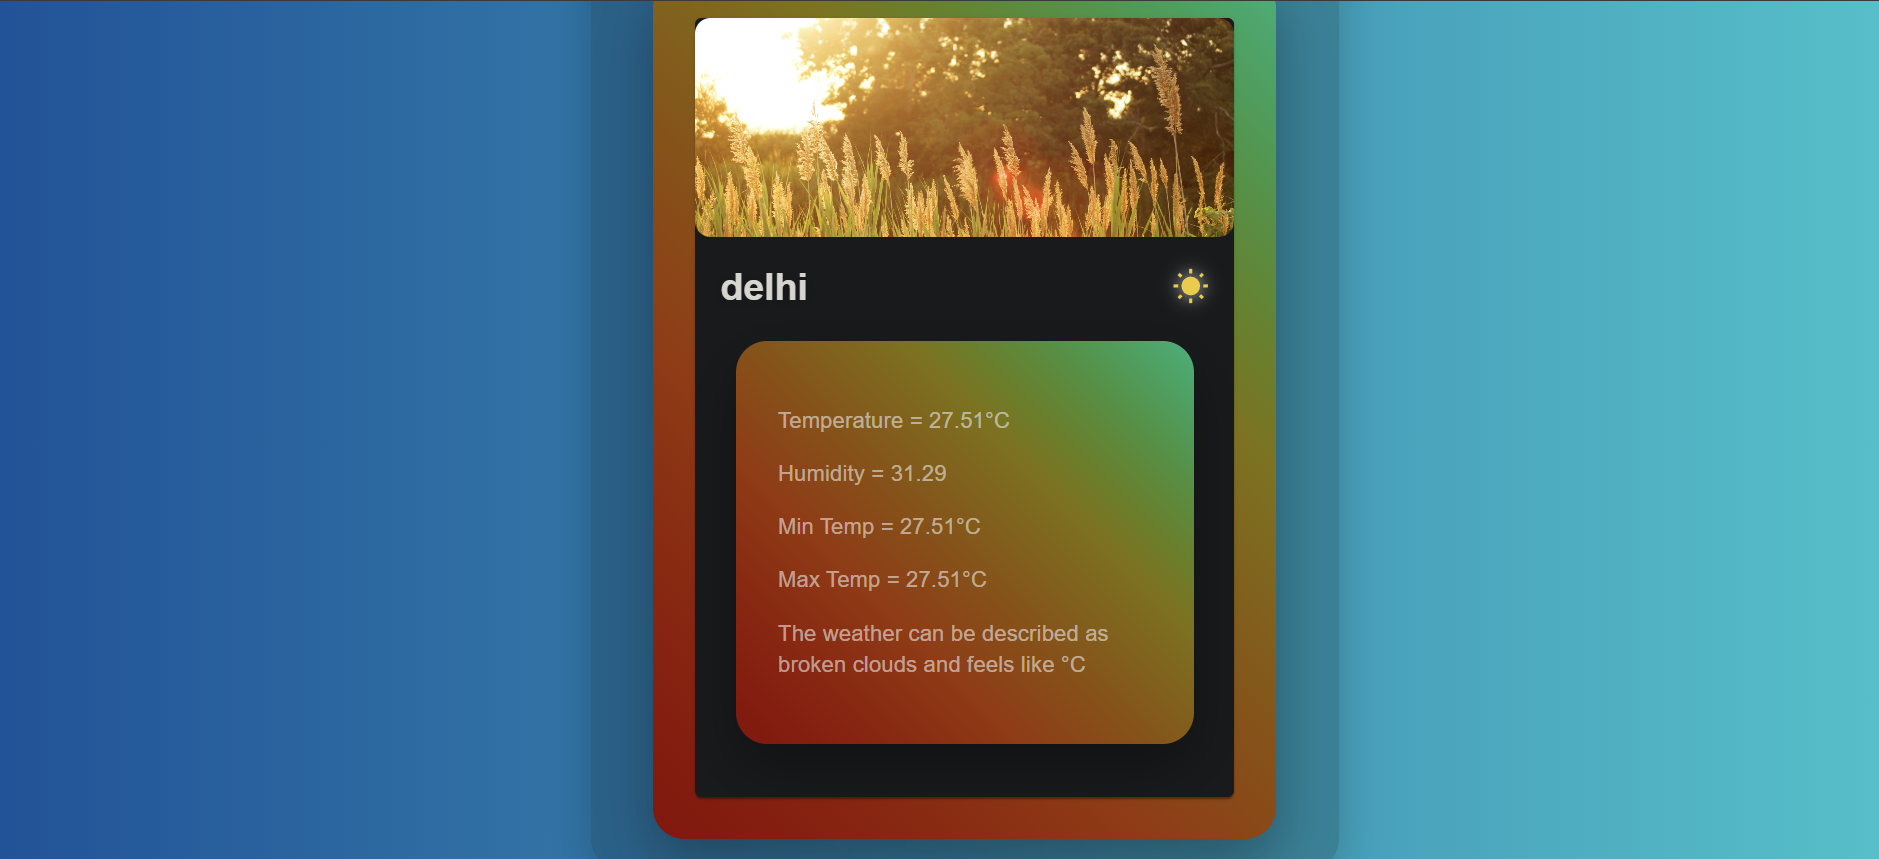 delhi
Temperature = 27.51°C
Humidity = 31.29
Min Temp = 27.51°C
Max Temp = 27.51°C
The weather can be described as
broken clouds and feels like °C